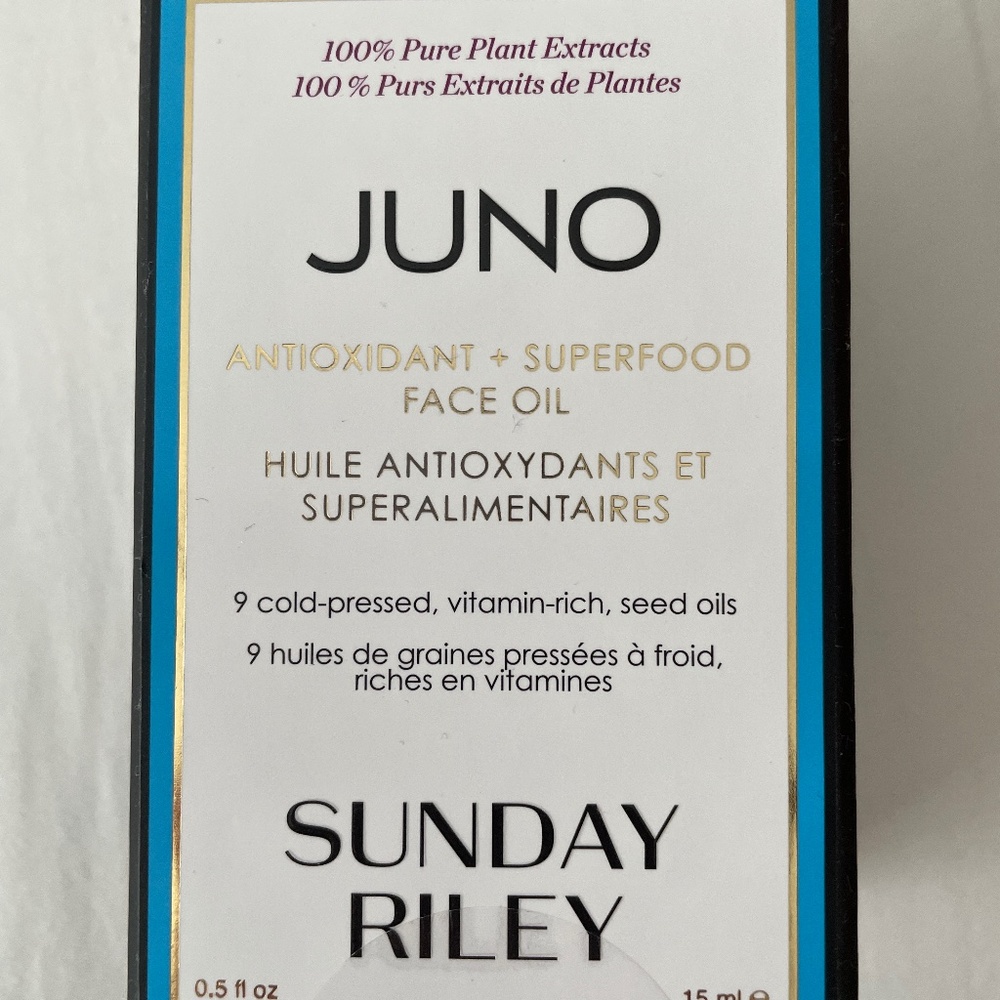 100% Pure Plant Extracts
100 % Purs Extraits de Plantes
JUNO
ANTIOXIDANT + SUPERFOOD
FACE OIL
HUILE ANTIOXYDANTS ET
SUPERALIMENTAIRES
9 cold-pressed, vitamin-rich, seed oils
9 huiles de graines pressées à froid,
riches en vitamines
SUNDAY
RILEY
0.5 fl oz 15 ml ℮